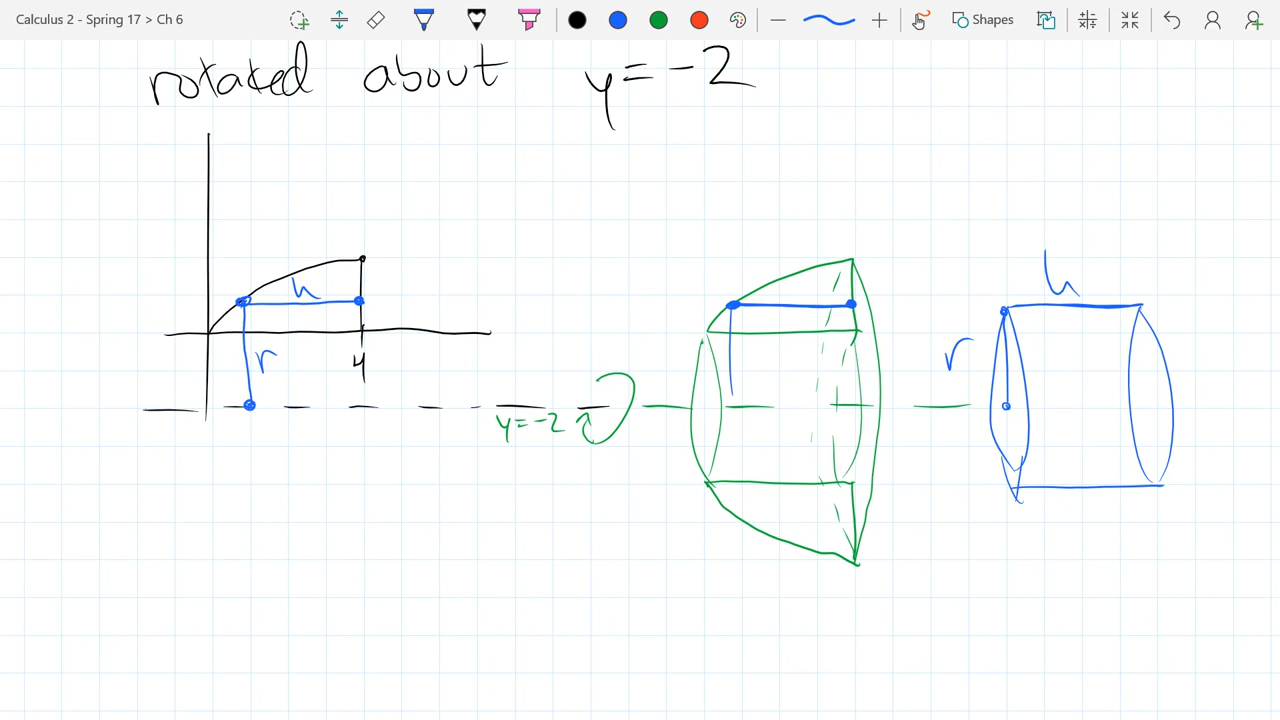 Calculus 2 - Spring 17 > Ch 6
Shapes
rotated about y = -2
h
h
r
r
4
y = -2